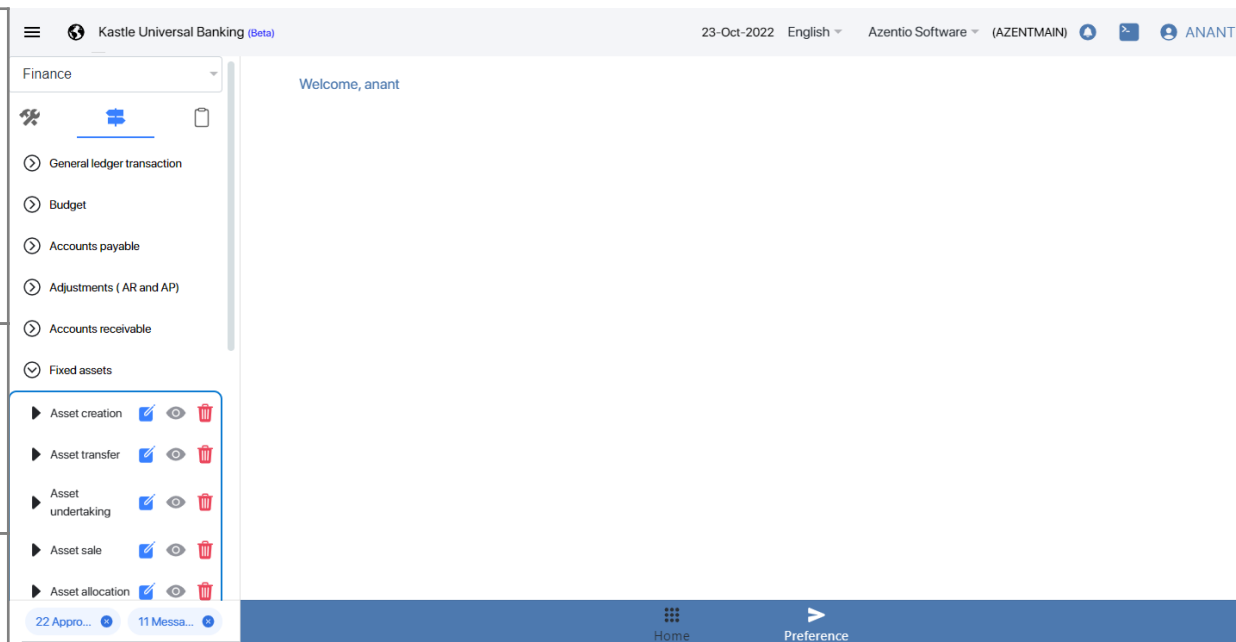 Kastle Universal Banking (Beta)
23-Oct-2022 English Azentio Software (AZENTMAIN) ANANT
Finance
Welcome, anant
General ledger transaction
Budget
Accounts payable
Adjustments ( AR and AP)
Accounts receivable
Fixed assets
Asset creation
Asset transfer
Asset
undertaking
Asset sale
Asset allocation
22 Appro... 11 Messa...
Home Preference